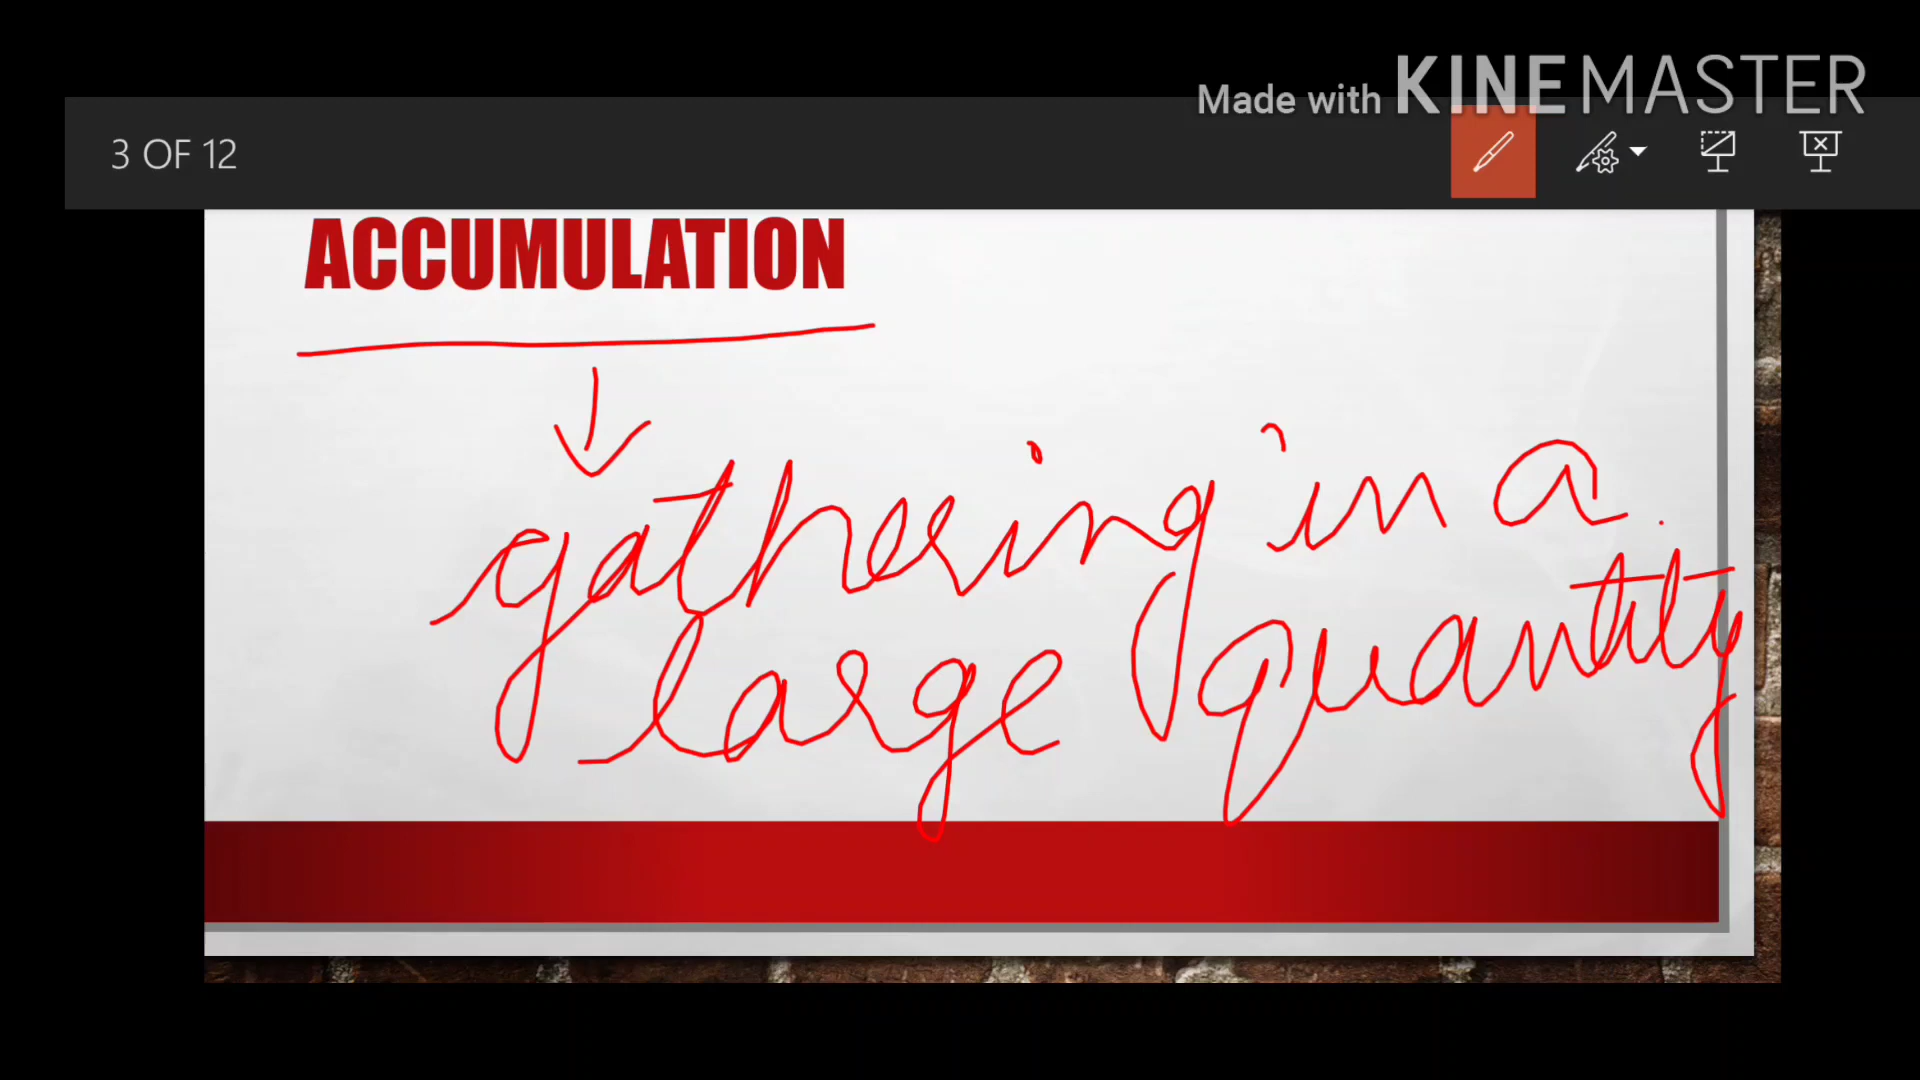 Made with KINEMASTER
3 OF 12
ACCUMULATION
gathering in a
large quantity